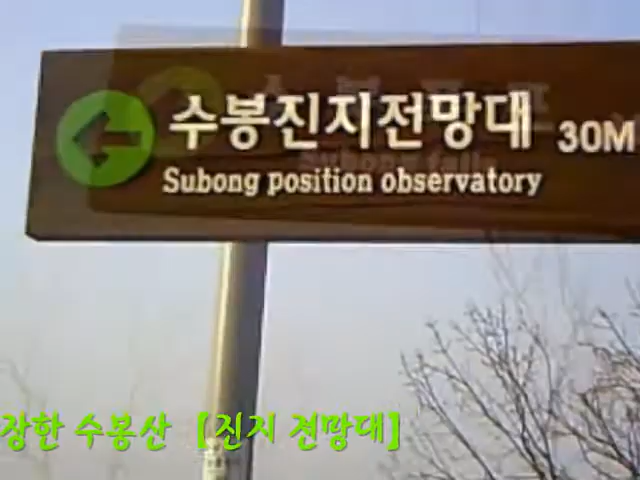 수봉진지전망대 30M
Subong position observatory
장한 수봉산 【진지 전망대】